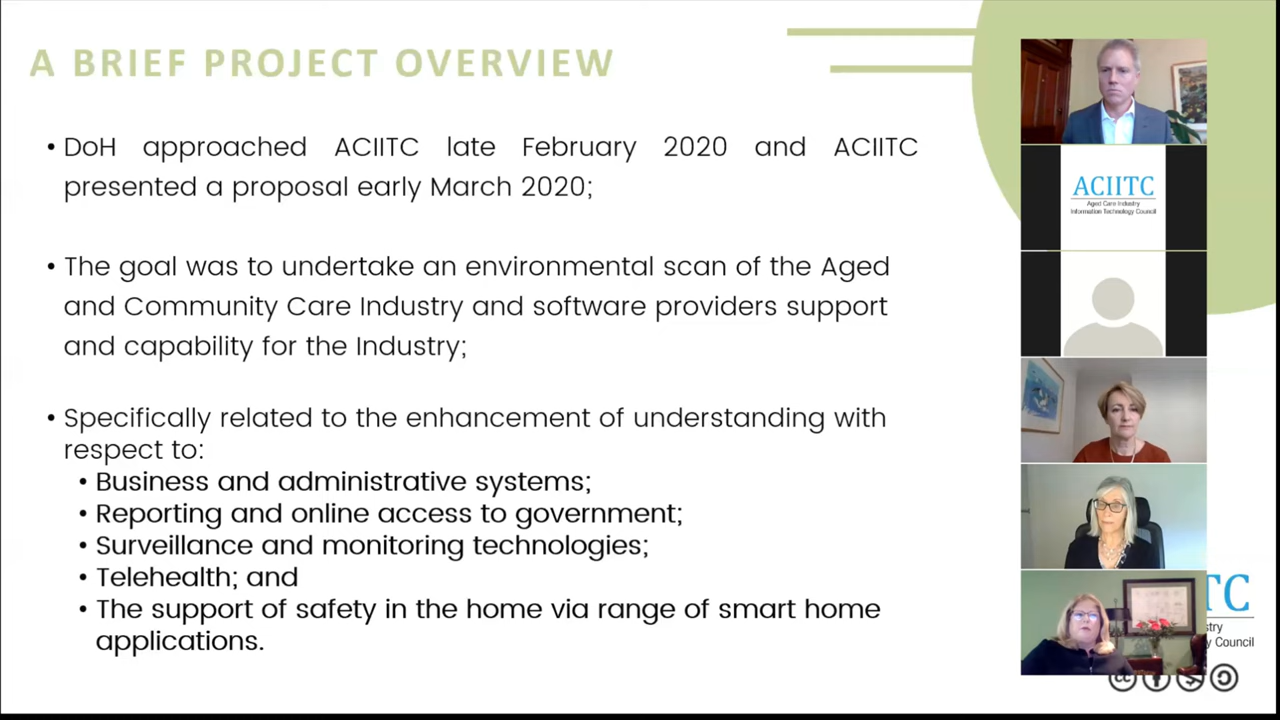 A BRIEF PROJECT OVERVIEW
• DoH approached ACIITC late February 2020 and ACIITC
presented a proposal early March 2020;
• The goal was to undertake an environmental scan of the Aged
and Community Care Industry and software providers support
and capability for the Industry;
• Specifically related to the enhancement of understanding with
respect to:
• Business and administrative systems;
• Reporting and online access to government;
• Surveillance and monitoring technologies;
• Telehealth; and
• The support of safety in the home via range of smart home
applications.
ACIITC
Aged Care Industry
Information Technology Council
TC
stry
y Council
cc